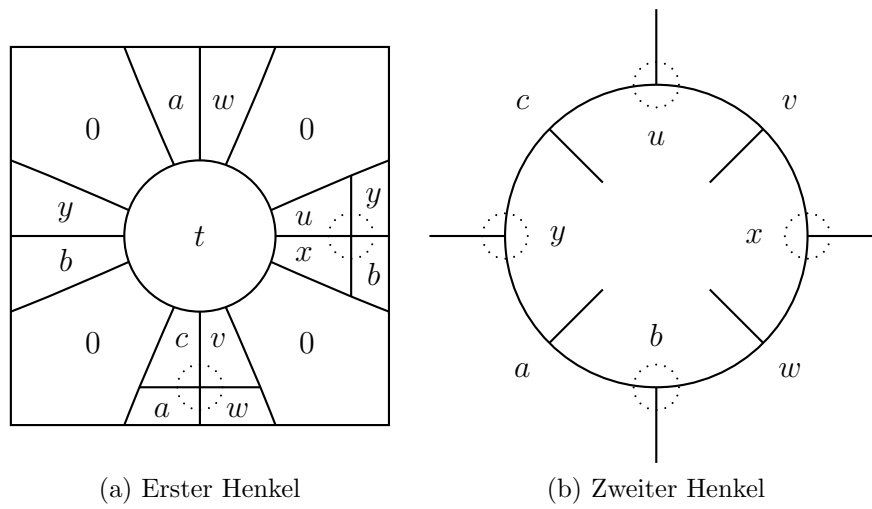 a w
0 0
c v
u
y
y
u
t
y x
b
x
b
0 0
c v
b
a w
a w
(a) Erster Henkel
(b) Zweiter Henkel